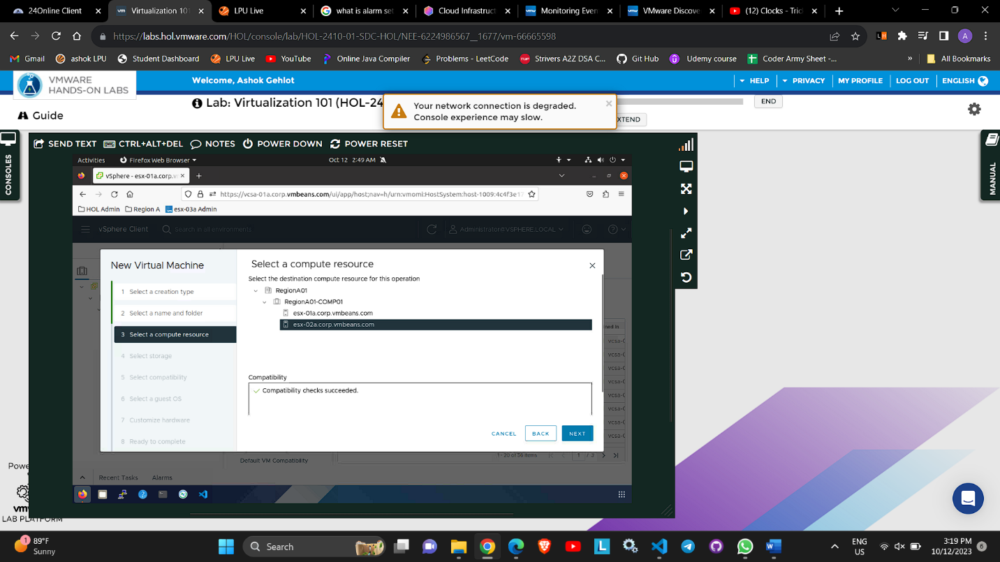 24Online Client
Virtualization 101
LPU Live
what is alarm set
Cloud Infrastruct
Monitoring Even
VMware Discove
(12) Clocks - Tric
https://labs.hol.vmware.com/HOL/console/lab/HOL-2410-01-SDC-HOL/NEE-6224986567__1677/vm-66665598
A
Gmail
ashok LPU
Student Dashboard
LPU Live
YouTube
Online Java Compiler
Problems - LeetCode
Strivers A2Z DSA C...
Git Hub
Udemy course
Coder Army Sheet -...
»
All Bookmarks
VMWARE
HANDS-ON LABS
Welcome, Ashok Gehlot
HELP
PRIVACY
MY PROFILE
LOG OUT
ENGLISH
Guide
Lab: Virtualization 101 (HOL-24
Your network connection is degraded.
Console experience may slow.
END
XTEND
CONSOLES
MANUAL
SEND TEXT
CTRL+ALT+DEL
NOTES
POWER DOWN
POWER RESET
Activities
Firefox Web Browser
Oct 12 2:49 AM
vSphere - esx-01a.corp.v
https://vcsa-01a.corp.vmbeans.com/ui/app/host;nav=h/urn:vmomi:HostSystem:host-1009:4c4f3e17
HOL Admin
Region A
esx-03a Admin
vSphere Client
Search in all environments
Administrator@VSPHERE.LOCAL
New Virtual Machine
1 Select a creation type
2 Select a name and folder
3 Select a compute resource
4 Select storage
5 Select compatibility
6 Select a guest OS
7 Customize hardware
8 Ready to complete
Select a compute resource
Select the destination compute resource for this operation
RegionA01
RegionA01-COMP01
esx-01a.corp.vmbeans.com
esx-02a.corp.vmbeans.com
Compatibility
Compatibility checks succeeded.
CANCEL
BACK
NEXT
ned in
vcsa-0
vcsa-0
vcsa-0
vcsa-0
vcsa-0
vcsa-0
vcsa-0
vcsa-0
Default VM Compatibility
1 - 20 of 56 items
1 / 3
Recent Tasks
Alarms
Powe
vmw
LAB PLATFORM
1
89°F
Sunny
Search
ENG
US
3:19 PM
10/12/2023
6